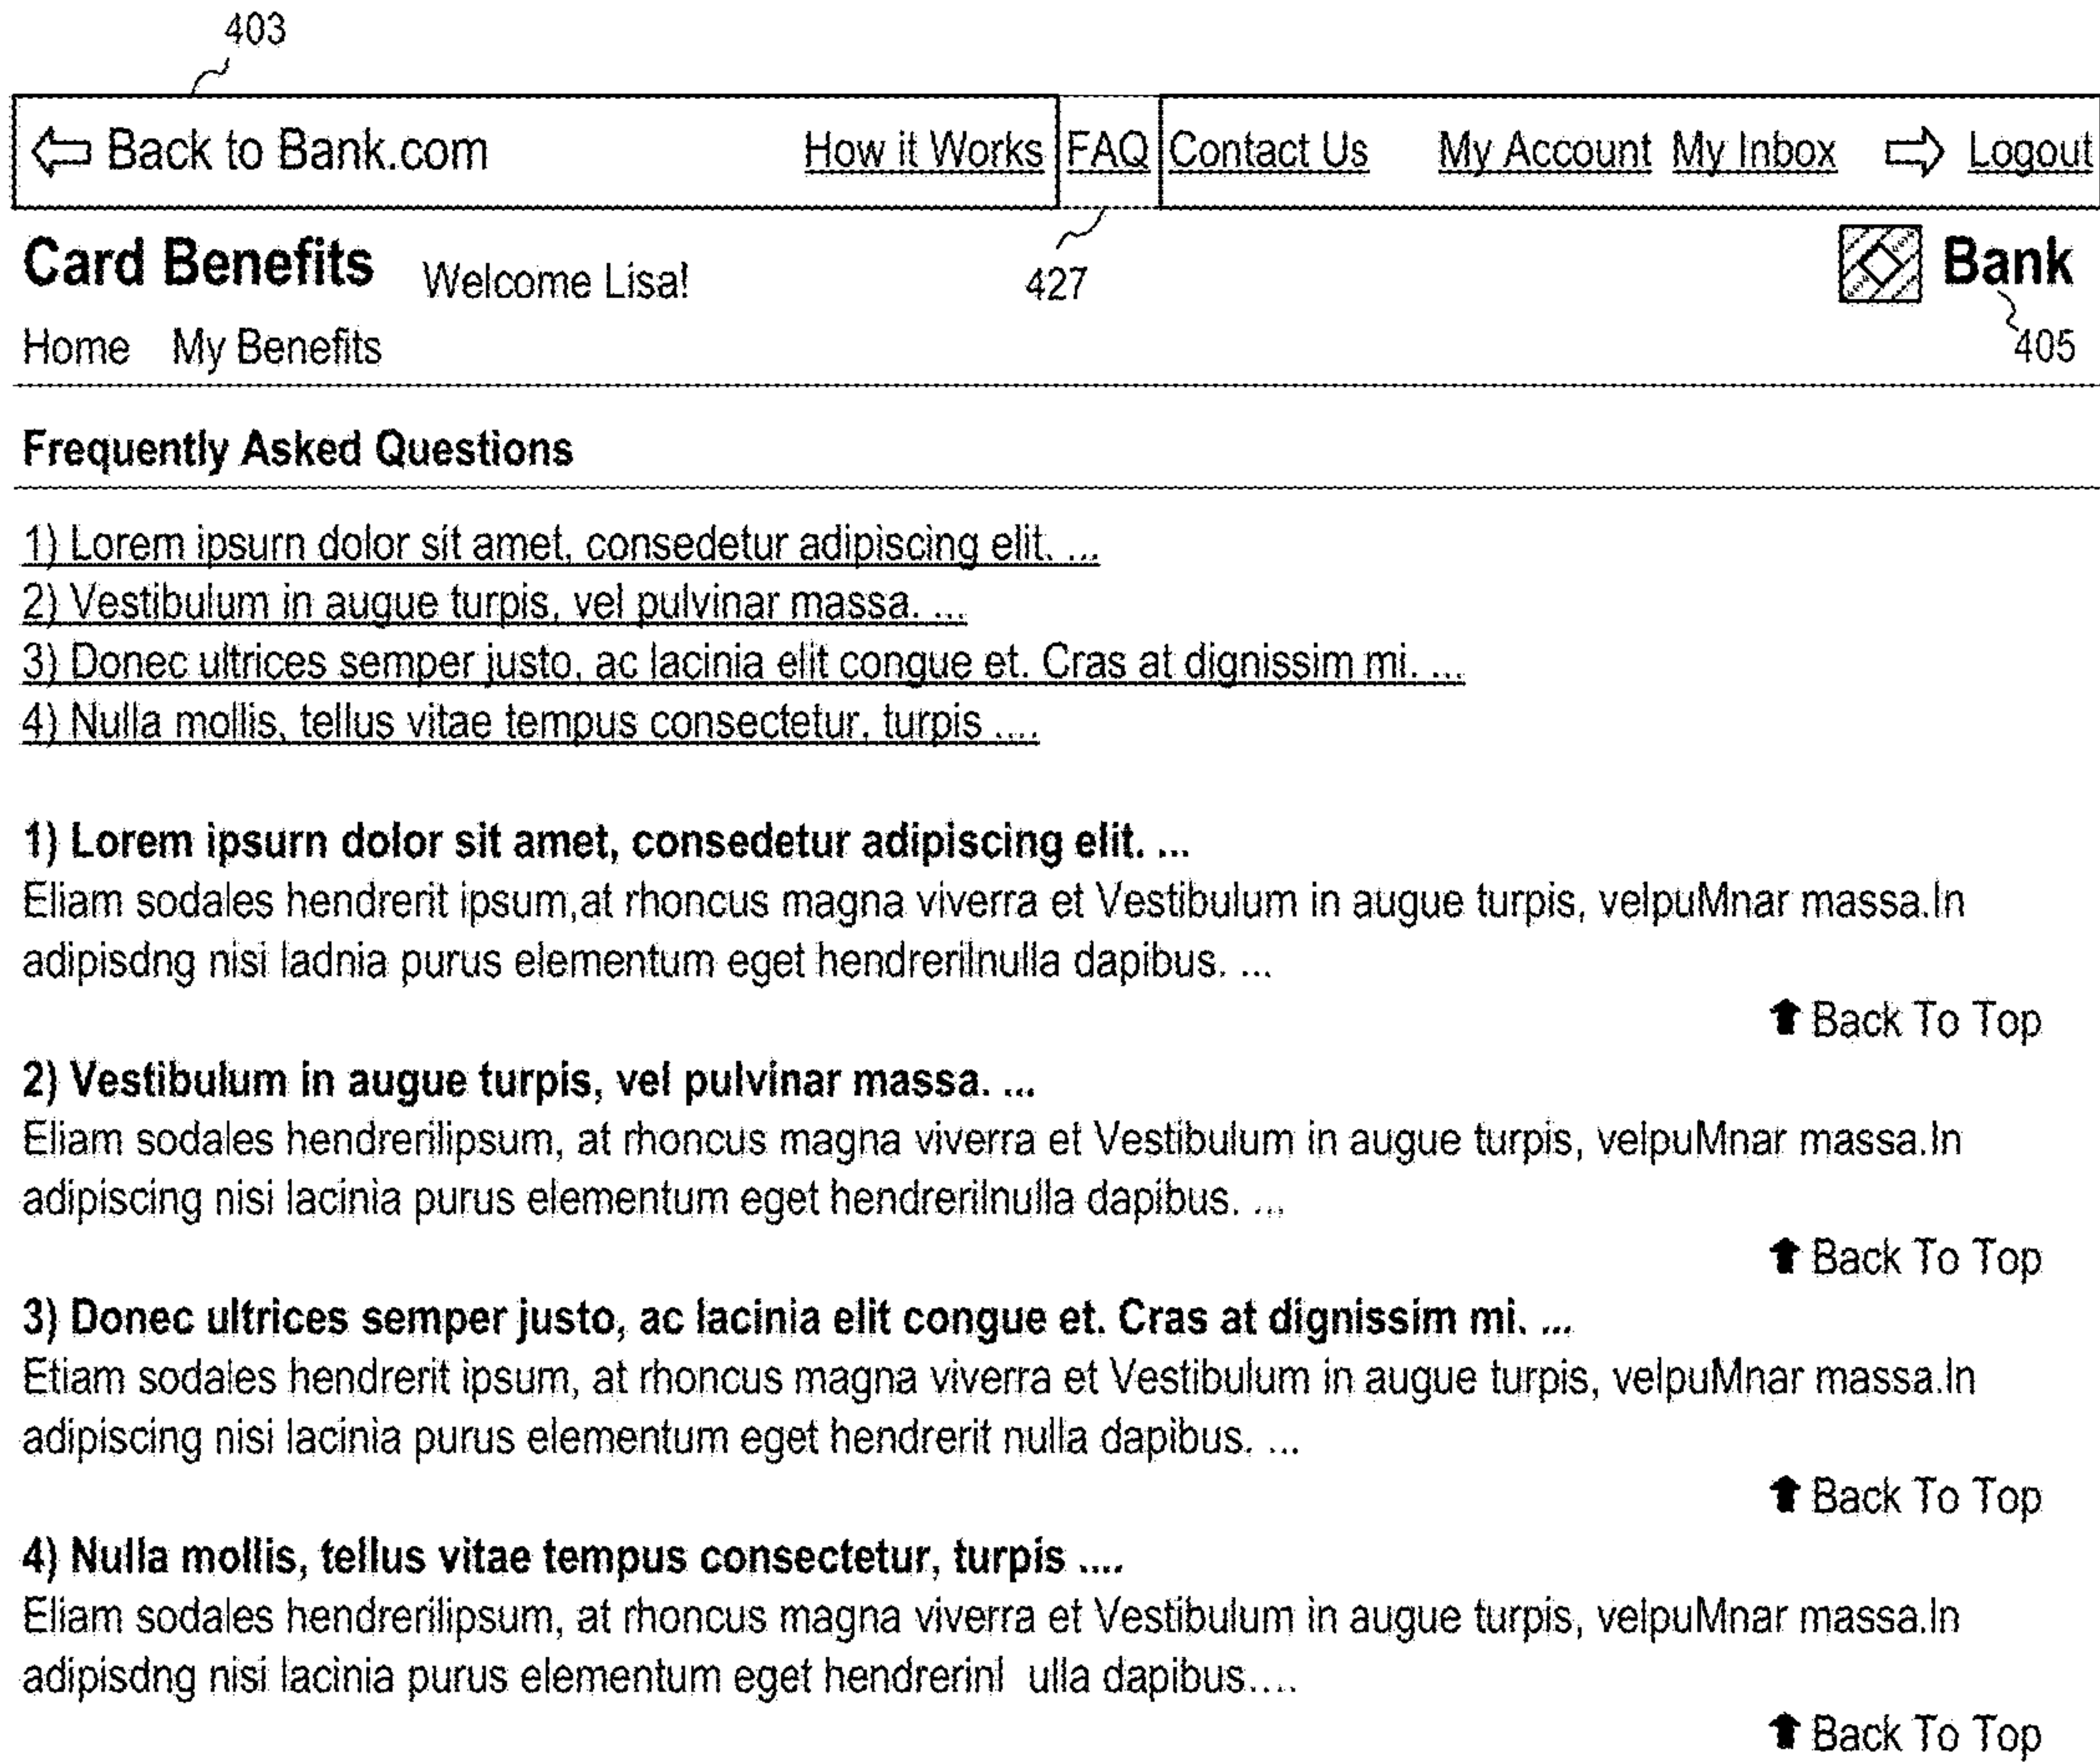 403
Back to Bank.com How it Works FAQ Contact Us My Account My Inbox Logout
Card Benefits Welcome Lisa! 427 Bank
Home My Benefits 405
Frequently Asked Questions
1) Lorem ipsurn dolor sit amet, consedetur adipiscing elit. ...
2) Vestibulum in augue turpis, vel pulvinar massa. ...
3) Donec ultrices semper justo, ac lacinia elit congue et. Cras at dignissim mi. ...
4) Nulla mollis, tellus vitae tempus consectetur, turpis ....
1) Lorem ipsurn dolor sit amet, consedetur adipiscing elit. ...
Eliam sodales hendrerit ipsum,at rhoncus magna viverra et Vestibulum in augue turpis, velpuMnar massa.In
adipisdng nisi ladnia purus elementum eget hendrerilnulla dapibus. ...
Back To Top
2) Vestibulum in augue turpis, vel pulvinar massa. ...
Eliam sodales hendrerilipsum, at rhoncus magna viverra et Vestibulum in augue turpis, velpuMnar massa.In
adipiscing nisi lacinia purus elementum eget hendrerilnulla dapibus. ...
Back To Top
3) Donec ultrices semper justo, ac lacinia elit congue et. Cras at dignissim mi. ...
Etiam sodales hendrerit ipsum, at rhoncus magna viverra et Vestibulum in augue turpis, velpuMnar massa.In
adipiscing nisi lacinia purus elementum eget hendrerit nulla dapibus. ...
Back To Top
4) Nulla mollis, tellus vitae tempus consectetur, turpis ....
Eliam sodales hendrerilipsum, at rhoncus magna viverra et Vestibulum in augue turpis, velpuMnar massa.In
adipisdng nisi lacinia purus elementum eget hendrerinl ulla dapibus....
Back To Top